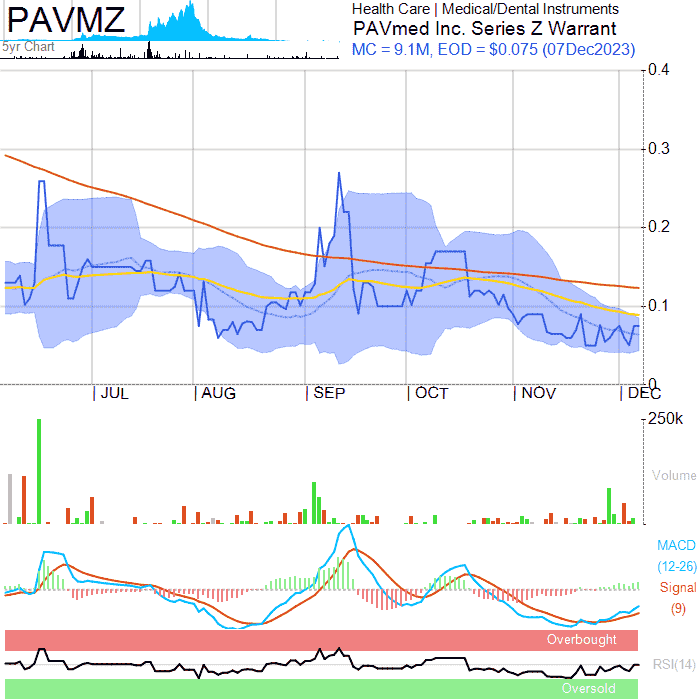 PAVMZ
5yr Chart
Health Care | Medical/Dental Instruments
PAVmed Inc. Series Z Warrant
MC = 9.1M, EOD = $0.075 (07Dec2023)
0.4
0.3
0.2
0.1
0
JUL
AUG
SEP
OCT
NOV
DEC
250k
Volume
MACD
(12-26)
Signal
(9)
Overbought
RSI(14)
Oversold